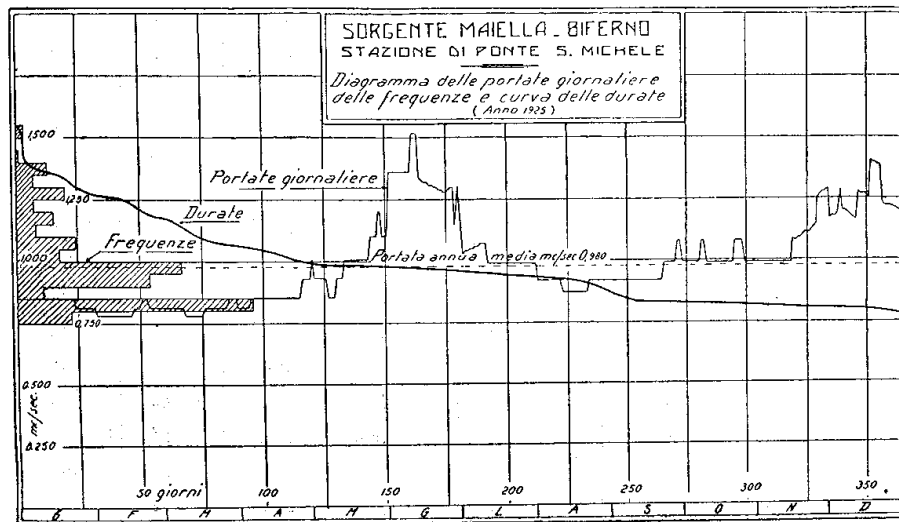 SORGENTE MAIELLA - BIFERNO
STAZIONE DI PONTE S. MICHELE
Diagramma delle portate giornaliere
delle frequenze e curva delle durate
( Anno 1925 )
1,500
Portate giornaliere
1,250
Durate
Frequenze
1,000
Portata annua media mc/sec 0,980
0,750
0,500
0,250
mc/sec.
50 giorni 100 150 200 250 300 350
G F M A M G L A S O N D